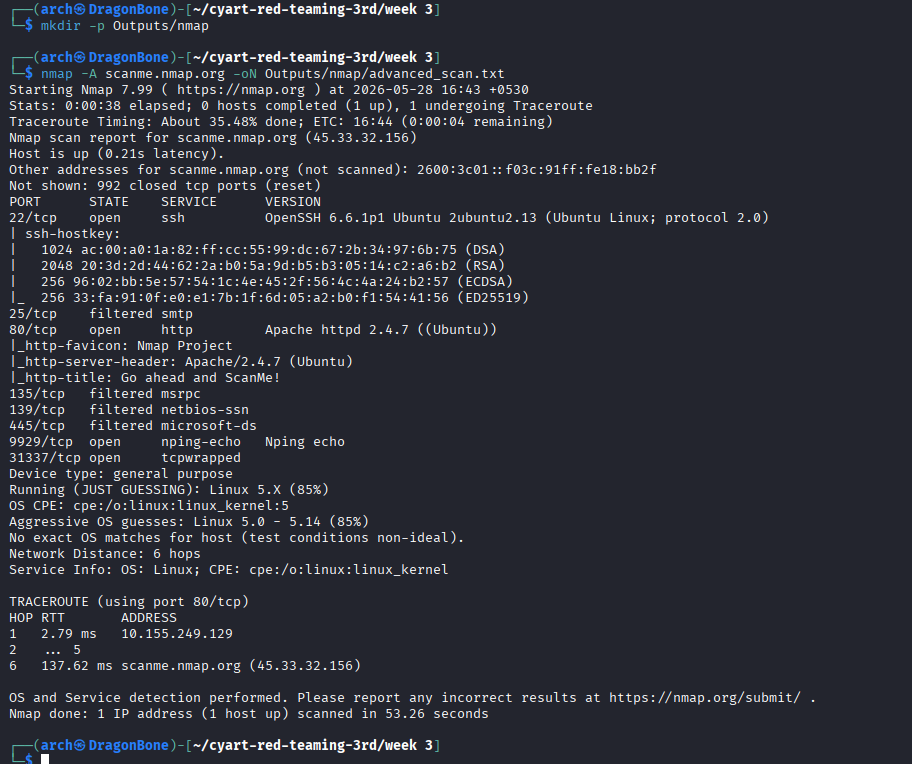 ┌──(arch㉿DragonBone)-[~/cyart-red-teaming-3rd/week 3]
└─$ mkdir -p Outputs/nmap
┌──(arch㉿DragonBone)-[~/cyart-red-teaming-3rd/week 3]
└─$ nmap -A scanme.nmap.org -oN Outputs/nmap/advanced_scan.txt
Starting Nmap 7.99 ( https://nmap.org ) at 2026-05-28 16:43 +0530
Stats: 0:00:38 elapsed; 0 hosts completed (1 up), 1 undergoing Traceroute
Traceroute Timing: About 35.48% done; ETC: 16:44 (0:00:04 remaining)
Nmap scan report for scanme.nmap.org (45.33.32.156)
Host is up (0.21s latency).
Other addresses for scanme.nmap.org (not scanned): 2600:3c01::f03c:91ff:fe18:bb2f
Not shown: 992 closed tcp ports (reset)
PORT      STATE    SERVICE      VERSION
22/tcp    open     ssh          OpenSSH 6.6.1p1 Ubuntu 2ubuntu2.13 (Ubuntu Linux; protocol 2.0)
| ssh-hostkey:
|   1024 ac:00:a0:1a:82:ff:cc:55:99:dc:67:2b:34:97:6b:75 (DSA)
|   2048 20:3d:2d:44:62:2a:b0:5a:9d:b5:b3:05:14:c2:a6:b2 (RSA)
|   256 96:02:bb:5e:57:54:1c:4e:45:2f:56:4c:4a:24:b2:57 (ECDSA)
|_  256 33:fa:91:0f:e0:e1:7b:1f:6d:05:a2:b0:f1:54:41:56 (ED25519)
25/tcp    filtered smtp
80/tcp    open     http         Apache httpd 2.4.7 ((Ubuntu))
|_http-favicon: Nmap Project
|_http-server-header: Apache/2.4.7 (Ubuntu)
|_http-title: Go ahead and ScanMe!
135/tcp   filtered msrpc
139/tcp   filtered netbios-ssn
445/tcp   filtered microsoft-ds
9929/tcp  open     nping-echo   Nping echo
31337/tcp open     tcpwrapped
Device type: general purpose
Running (JUST GUESSING): Linux 5.X (85%)
OS CPE: cpe:/o:linux:linux_kernel:5
Aggressive OS guesses: Linux 5.0 - 5.14 (85%)
No exact OS matches for host (test conditions non-ideal).
Network Distance: 6 hops
Service Info: OS: Linux; CPE: cpe:/o:linux:linux_kernel
TRACEROUTE (using port 80/tcp)
HOP RTT       ADDRESS
1   2.79 ms   10.155.249.129
2   ... 5
6   137.62 ms scanme.nmap.org (45.33.32.156)
OS and Service detection performed. Please report any incorrect results at https://nmap.org/submit/ .
Nmap done: 1 IP address (1 host up) scanned in 53.26 seconds
┌──(arch㉿DragonBone)-[~/cyart-red-teaming-3rd/week 3]
└─$